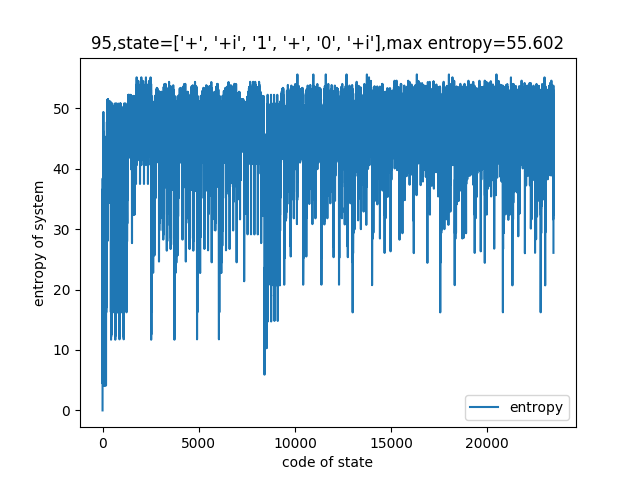 95,state=['+', '+i', '1', '+', '0', '+i'],max entropy=55.602
50
40
30
20
10
0
entropy of system
entropy
0 5000 10000 15000 20000
code of state